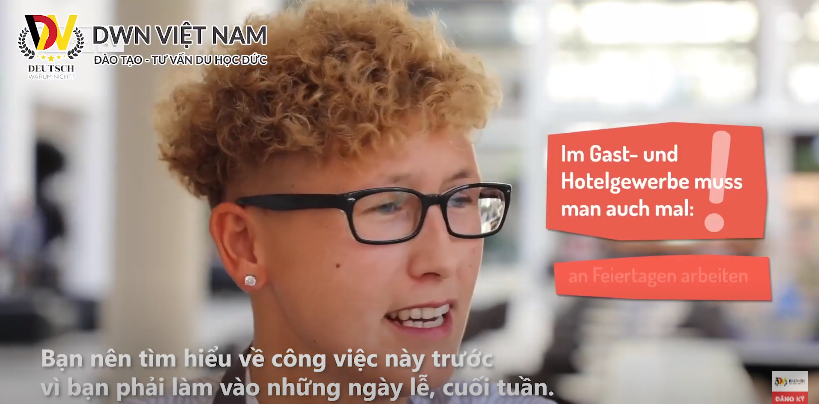 DWN VIỆT NAM
ĐÀO TẠO - TƯ VẤN DU HỌC ĐỨC
DEUTSCH
WARUM NICHT?
Im Gast- und
Hotelgewerbe muss
man auch mal:
!
an Feiertagen arbeiten
Bạn nên tìm hiểu về công việc này trước
vì bạn phải làm vào những ngày lễ, cuối tuần.
ĐĂNG KÝ